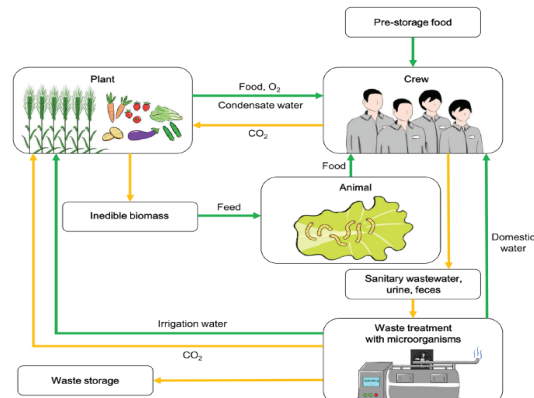 Pre-storage food
Plant
Crew
Food, O₂
Condensate water
CO₂
Food
Animal
Inedible biomass
Feed
Domestic
water
Sanitary wastewater,
urine, feces
Irrigation water
Waste treatment
with microorganisms
CO₂
Waste storage